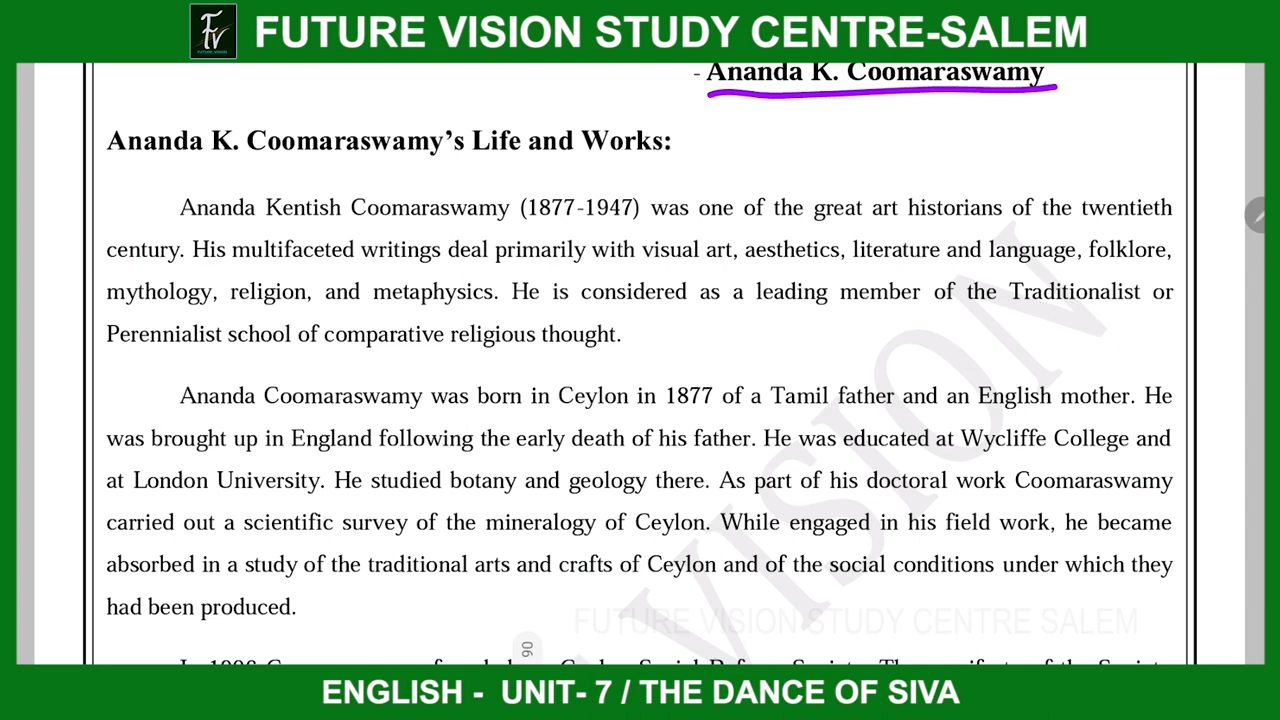 FUTURE VISION STUDY CENTRE-SALEM
- Ananda K. Coomaraswamy
Ananda K. Coomaraswamy’s Life and Works:
Ananda Kentish Coomaraswamy (1877-1947) was one of the great art historians of the twentieth
century. His multifaceted writings deal primarily with visual art, aesthetics, literature and language, folklore,
mythology, religion, and metaphysics. He is considered as a leading member of the Traditionalist or
Perennialist school of comparative religious thought.
Ananda Coomaraswamy was born in Ceylon in 1877 of a Tamil father and an English mother. He
was brought up in England following the early death of his father. He was educated at Wycliffe College and
at London University. He studied botany and geology there. As part of his doctoral work Coomaraswamy
carried out a scientific survey of the mineralogy of Ceylon. While engaged in his field work, he became
absorbed in a study of the traditional arts and crafts of Ceylon and of the social conditions under which they
had been produced.
FUTURE VISION STUDY CENTRE SALEM
VISION
90
ENGLISH - UNIT- 7 / THE DANCE OF SIVA